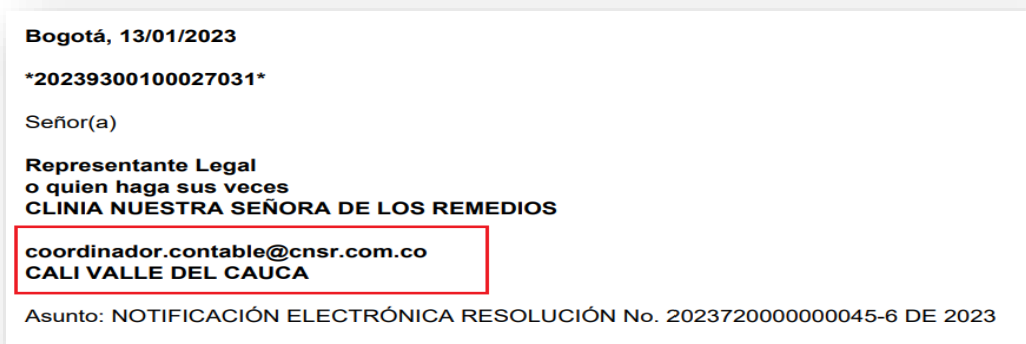 Bogotá, 13/01/2023
*20239300100027031*
Señor(a)
Representante Legal
o quien haga sus veces
CLINIA NUESTRA SEÑORA DE LOS REMEDIOS
coordinador.contable@cnsr.com.co
CALI VALLE DEL CAUCA
Asunto: NOTIFICACIÓN ELECTRÓNICA RESOLUCIÓN No. 2023720000000045-6 DE 2023